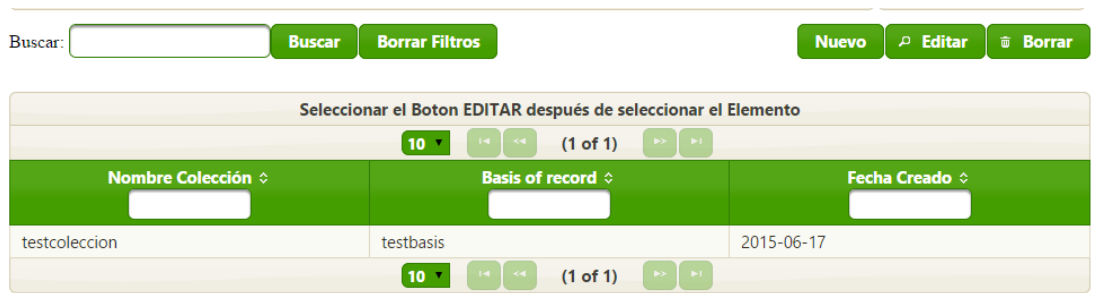 Buscar: Buscar Borrar Filtros Nuevo Editar Borrar
Seleccionar el Boton EDITAR después de seleccionar el Elemento
10 (1 of 1)
Nombre Colección Basis of record Fecha Creado
testcoleccion testbasis 2015-06-17
10 (1 of 1)